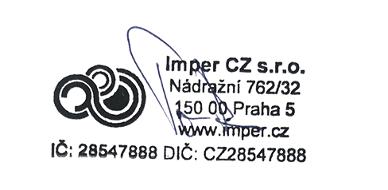 Imper CZ s.r.o.
Nádražní 762/32
150 00 Praha 5
www.imper.cz
IČ: 28547888 DIČ: CZ28547888